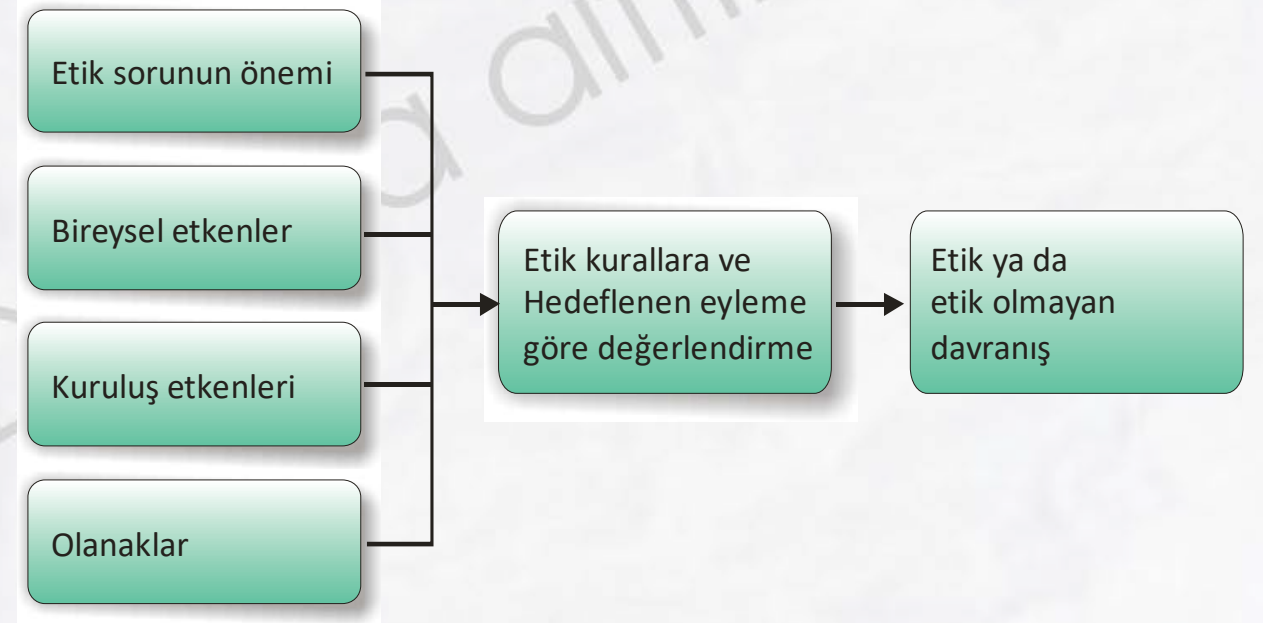 Etik sorunun önemi
Bireysel etkenler
Kuruluş etkenleri
Olanaklar
Etik kurallara ve
Hedeflenen eyleme
göre değerlendirme
Etik ya da
etik olmayan
davranış